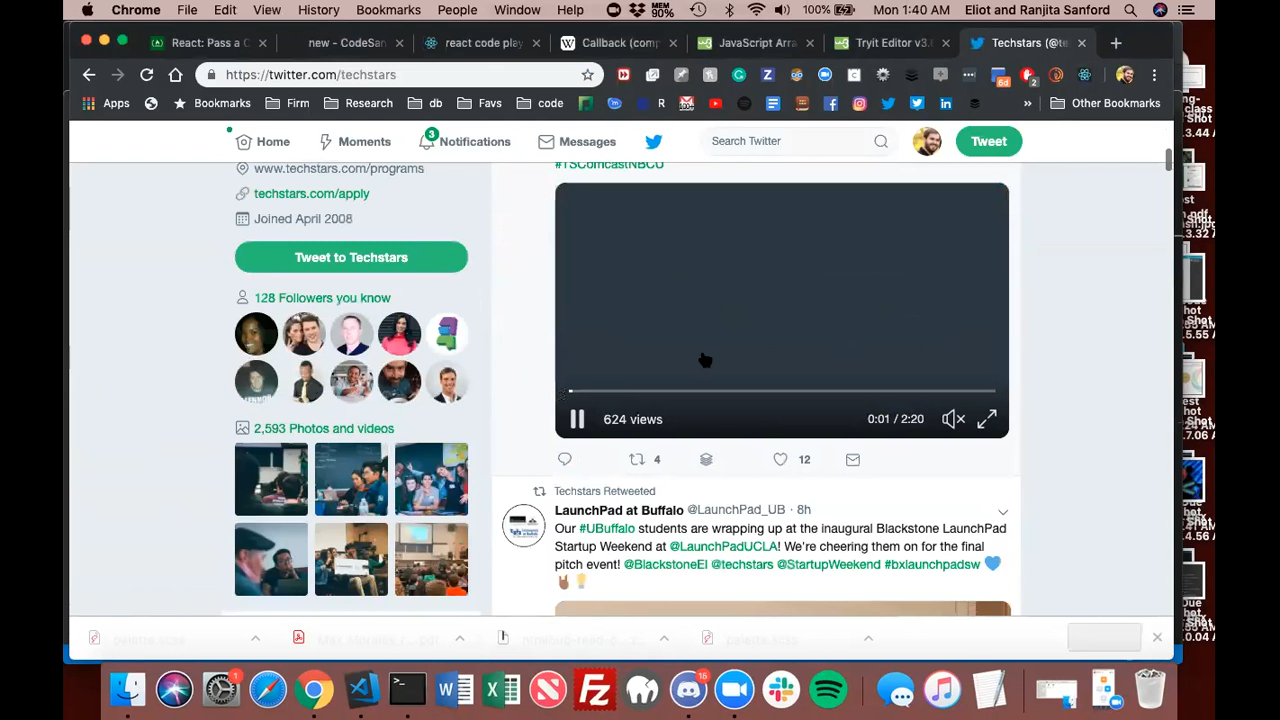 Chrome File Edit View History Bookmarks People Window Help MEM 90% 100% Mon 1:40 AM Eliot and Ranjita Sanford
React: Pass a C new - CodeSan react code play Callback (comp JavaScript Arra Tryit Editor v3. Techstars (@te
https://twitter.com/techstars
Apps Bookmarks Firm Research db Favs code R Other Bookmarks
Home Moments 3 Notifications Messages Search Twitter Tweet
www.techstars.com/programs
techstars.com/apply
Joined April 2008
Tweet to Techstars
128 Followers you know
2,593 Photos and videos
#TSComcastNBCU
624 views 0:01 / 2:20
4 12
Techstars Retweeted
LaunchPad at Buffalo @LaunchPad_UB · 8h
Our #UBuffalo students are wrapping up at the inaugural Blackstone LaunchPad
Startup Weekend at @LaunchPadUCLA! We're cheering them on for the final
pitch event! @BlackstoneEI @techstars @StartupWeekend #bxlaunchpadsw